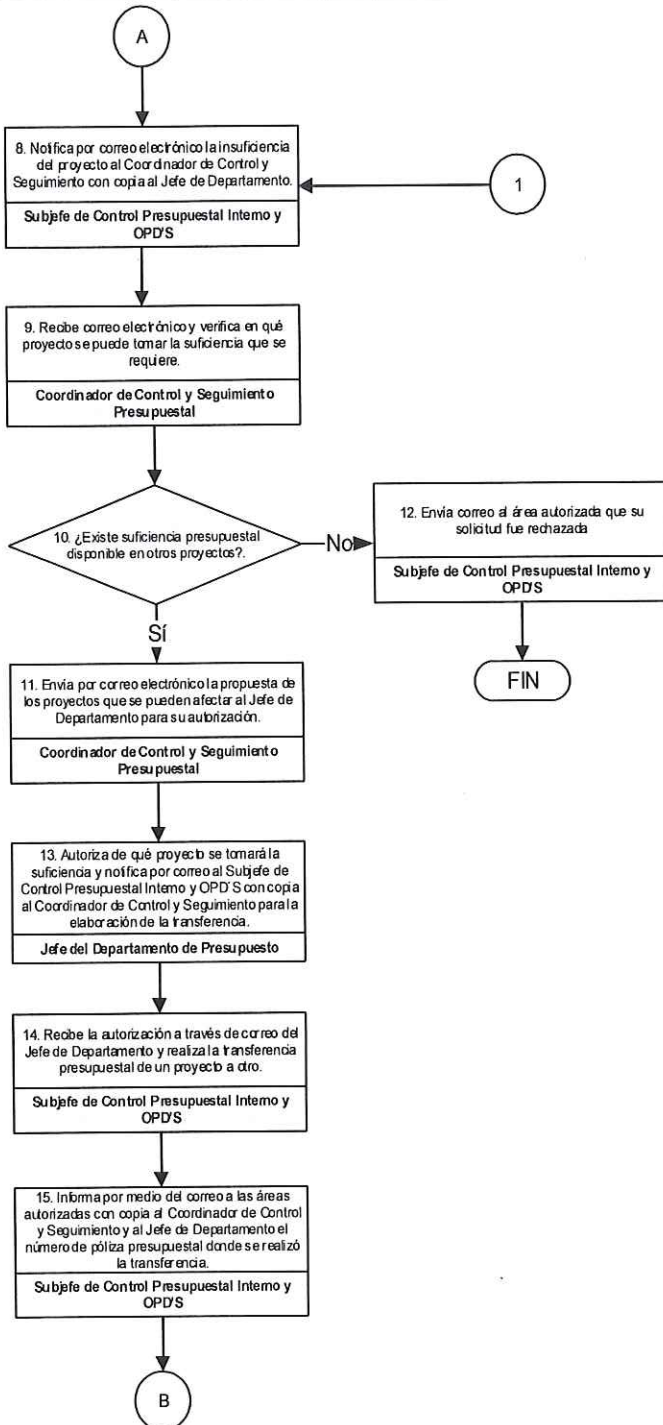 A
8. Notifica por correo electrónico la insuficiencia
del proyecto al Coordinador de Control y
Seguimiento con copia al Jefe de Departamento.
Subjefe de Control Presupuestal Interno y
OPD'S
1
9. Recibe correo electrónico y verifica en qué
proyecto se puede tomar la suficiencia que se
requiere.
Coordinador de Control y Seguimiento
Presupuestal
10. ¿Existe suficiencia presupuestal
disponible en otros proyectos?.
No
12. Envía correo al área autorizada que su
solicitud fue rechazada
Subjefe de Control Presupuestal Interno y
OPD'S
FIN
Sí
11. Envia por correo electrónico la propuesta de
los proyectos que se pueden afectar al Jefe de
Departamento para su autorización.
Coordinador de Control y Seguimiento
Presupuestal
13. Autoriza de qué proyecto se tomará la
suficiencia y notifica por correo al Subjefe de
Control Presupuestal Interno y OPD'S con copia
al Coordinador de Control y Seguimiento para la
elaboración de la transferencia.
Jefe del Departamento de Presupuesto
14. Recibe la autorización a través de correo del
Jefe de Departamento y realiza la transferencia
presupuestal de un proyecto a otro.
Subjefe de Control Presupuestal Interno y
OPD'S
15. Informa por medio del correo a las áreas
autorizadas con copia al Coordinador de Control
y Seguimiento y al Jefe de Departamento el
número de póliza presupuestal donde se realizó
la transferencia.
Subjefe de Control Presupuestal Interno y
OPD'S
B